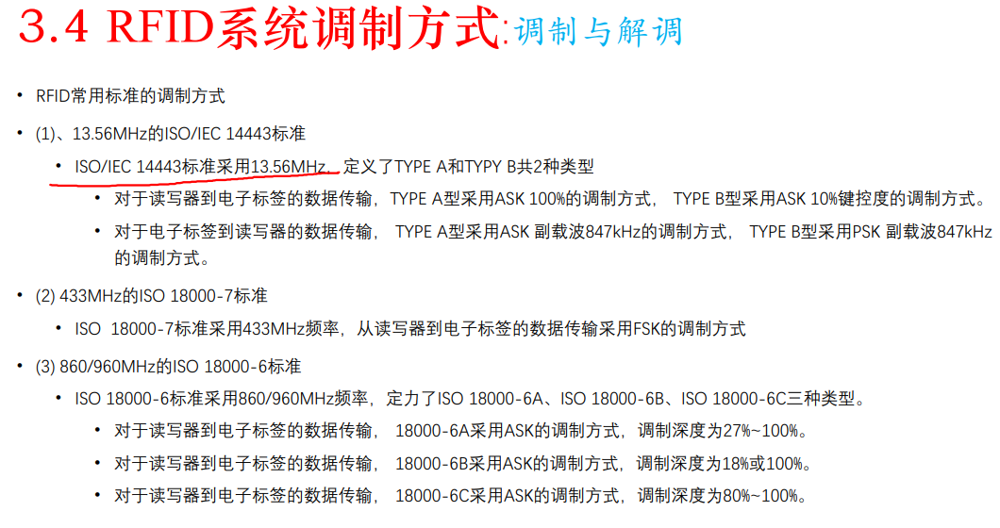 3.4 RFID系统调制方式:调制与解调
• RFID常用标准的调制方式
• (1)、13.56MHz的ISO/IEC 14443标准
• ISO/IEC 14443标准采用13.56MHz，定义了TYPE A和TYPY B共2种类型
• 对于读写器到电子标签的数据传输，TYPE A型采用ASK 100%的调制方式， TYPE B型采用ASK 10%键控度的调制方式。
• 对于电子标签到读写器的数据传输， TYPE A型采用ASK 副载波847kHz的调制方式， TYPE B型采用PSK 副载波847kHz
的调制方式。
• (2) 433MHz的ISO 18000-7标准
• ISO 18000-7标准采用433MHz频率，从读写器到电子标签的数据传输采用FSK的调制方式
• (3) 860/960MHz的ISO 18000-6标准
• ISO 18000-6标准采用860/960MHz频率，定力了ISO 18000-6A、ISO 18000-6B、ISO 18000-6C三种类型。
• 对于读写器到电子标签的数据传输， 18000-6A采用ASK的调制方式，调制深度为27%~100%。
• 对于读写器到电子标签的数据传输， 18000-6B采用ASK的调制方式，调制深度为18%或100%。
• 对于读写器到电子标签的数据传输， 18000-6C采用ASK的调制方式，调制深度为80%~100%。